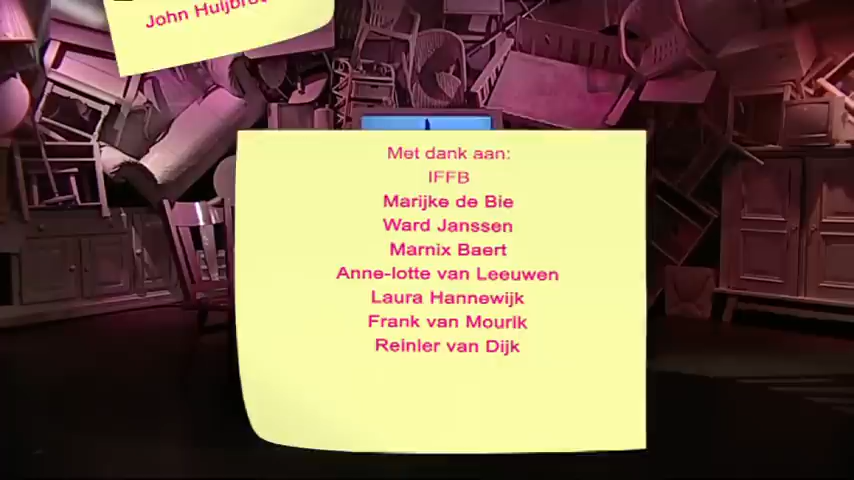 John
Met dank aan:
IFFB
Marijke de Bie
Ward Janssen
Marnix Baert
Anne-lotte van Leeuwen
Laura Hannewijk
Frank van Mourik
Reinier van Dijk